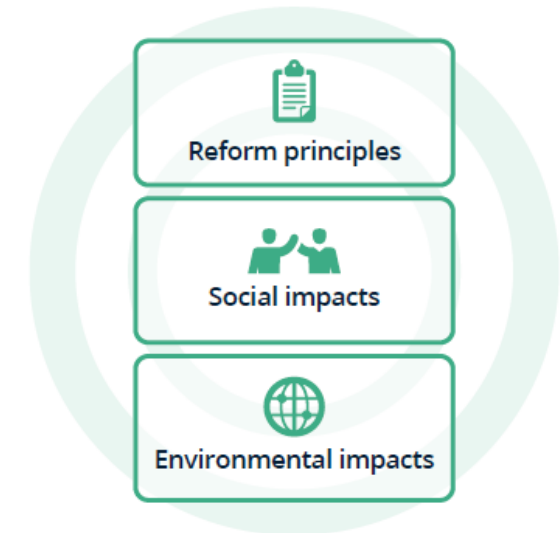 Reform principles
Social impacts
Environmental impacts